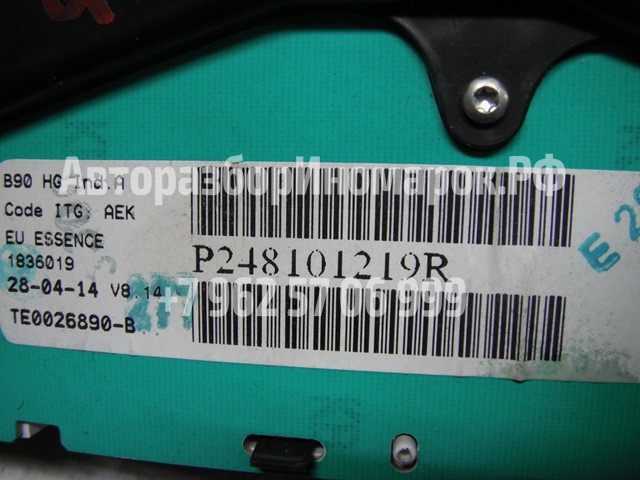 B90 HG Ind.A
Code ITG: AEK
EU ESSENCE
1836019
28-04-14 V8.14
TE0026890-B
P248101219R
АвторазборИномарок.РФ
+7 962 57 06 999